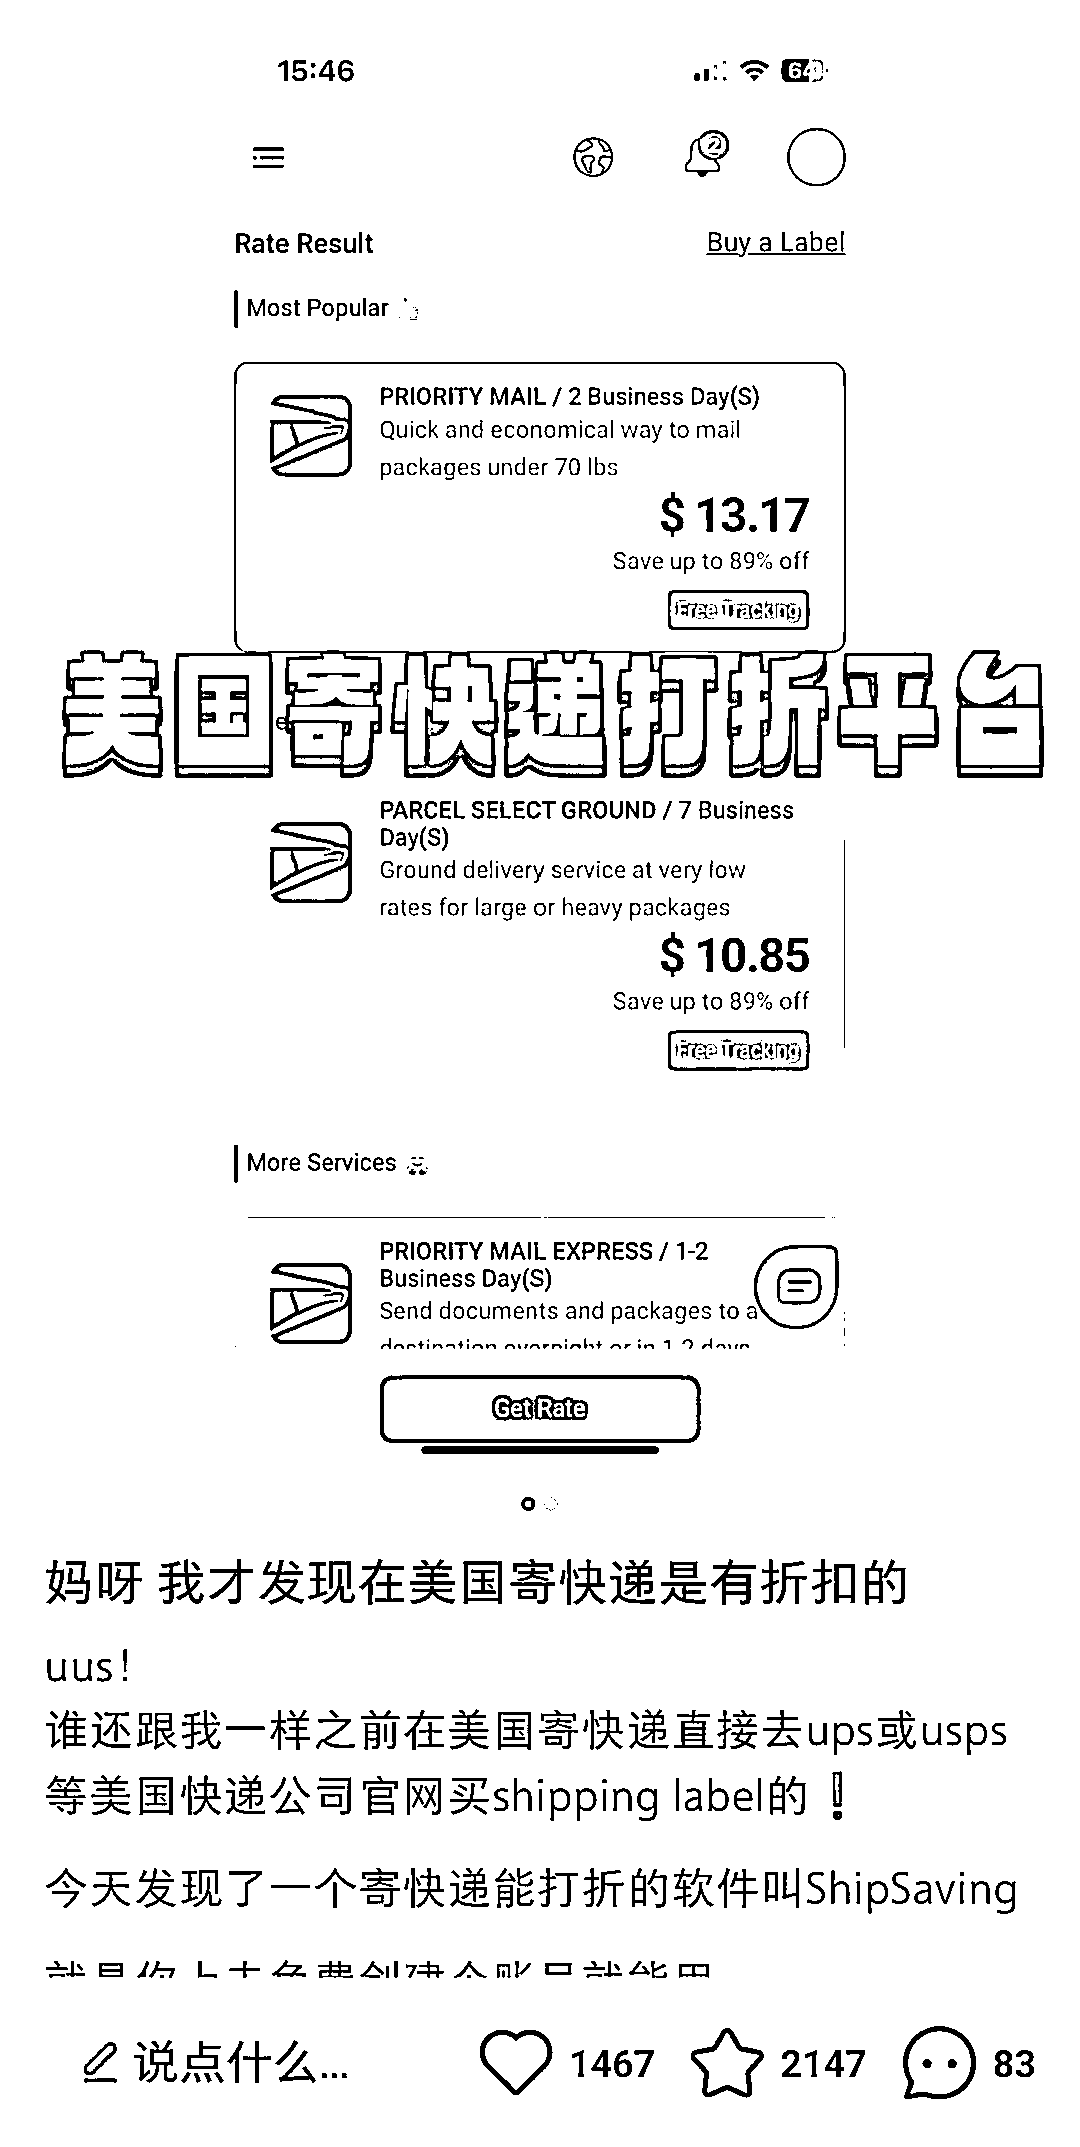 15:46
64
2
Rate Result
Buy a Label
Most Popular
PRIORITY MAIL / 2 Business Day(S)
Quick and economical way to mail
packages under 70 lbs
$ 13.17
Save up to 89% off
Free Tracking
美国寄快递打折平台
PARCEL SELECT GROUND / 7 Business
Day(S)
Ground delivery service at very low
rates for large or heavy packages
$ 10.85
Save up to 89% off
Free Tracking
More Services
PRIORITY MAIL EXPRESS / 1-2
Business Day(S)
Send documents and packages to a
destination overnight or in 1-2 days
Get Rate
妈呀 我才发现在美国寄快递是有折扣的
uus!
谁还跟我一样之前在美国寄快递直接去ups或usps
等美国快递公司官网买shipping label的❗
今天发现了一个寄快递能打折的软件叫ShipSaving
说点什么...
1467
2147
83